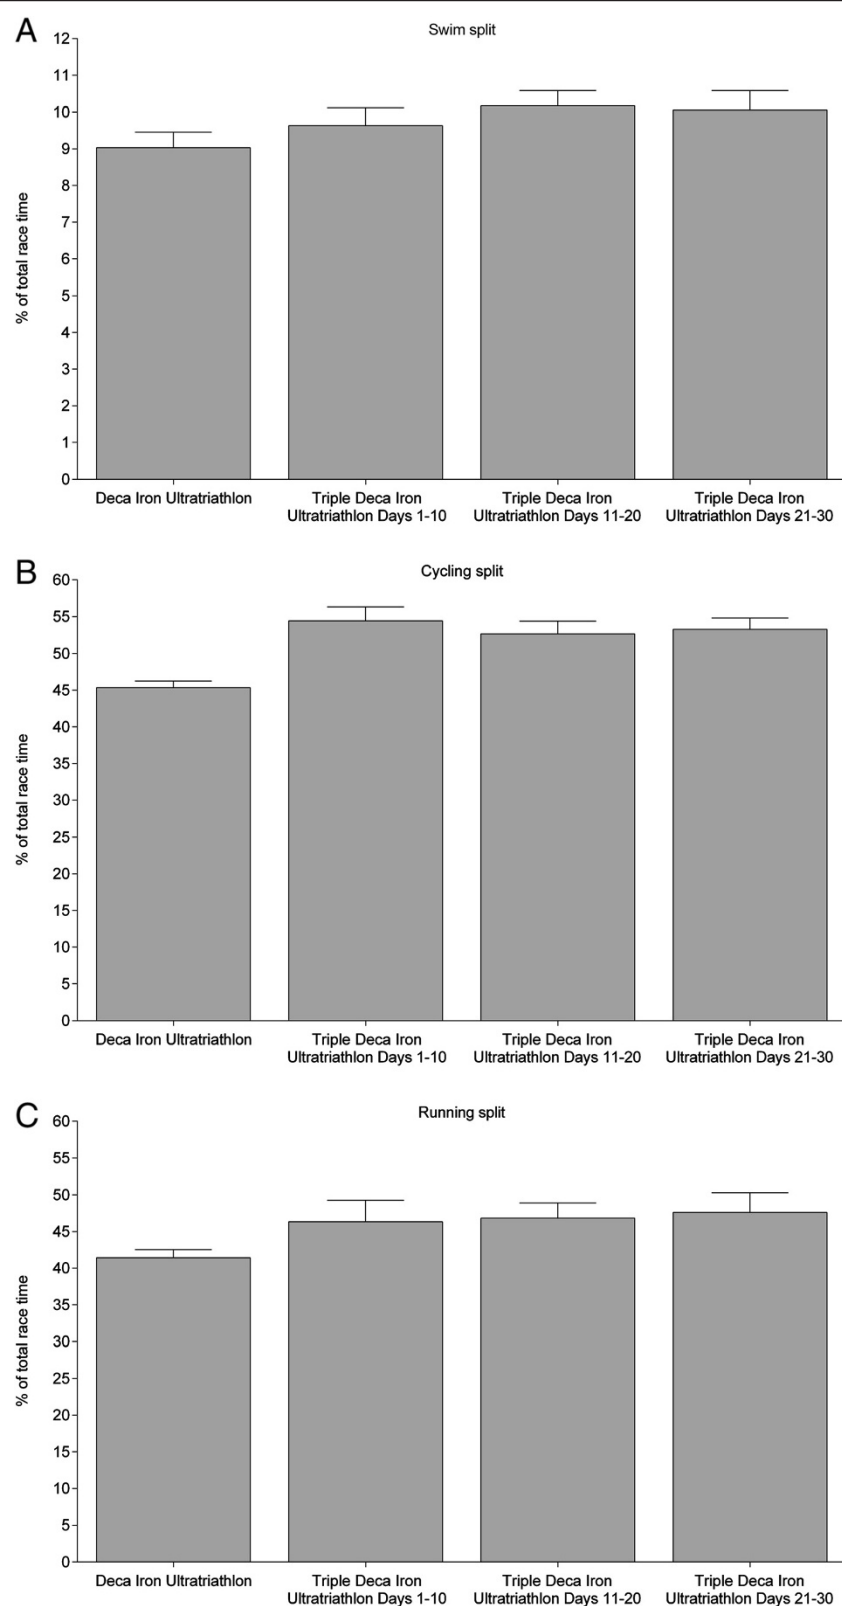 A
Swim split
12
11
10
9
8
7
6
5
4
3
2
1
0
% of total race time
Deca Iron Ultratriathlon
Triple Deca Iron
Ultratriathlon Days 1-10
Triple Deca Iron
Ultratriathlon Days 11-20
Triple Deca Iron
Ultratriathlon Days 21-30
B
Cycling split
60
55
50
45
40
35
30
25
20
15
10
5
0
% of total race time
Deca Iron Ultratriathlon
Triple Deca Iron
Ultratriathlon Days 1-10
Triple Deca Iron
Ultratriathlon Days 11-20
Triple Deca Iron
Ultratriathlon Days 21-30
C
Running split
60
55
50
45
40
35
30
25
20
15
10
5
0
% of total race time
Deca Iron Ultratriathlon
Triple Deca Iron
Ultratriathlon Days 1-10
Triple Deca Iron
Ultratriathlon Days 11-20
Triple Deca Iron
Ultratriathlon Days 21-30